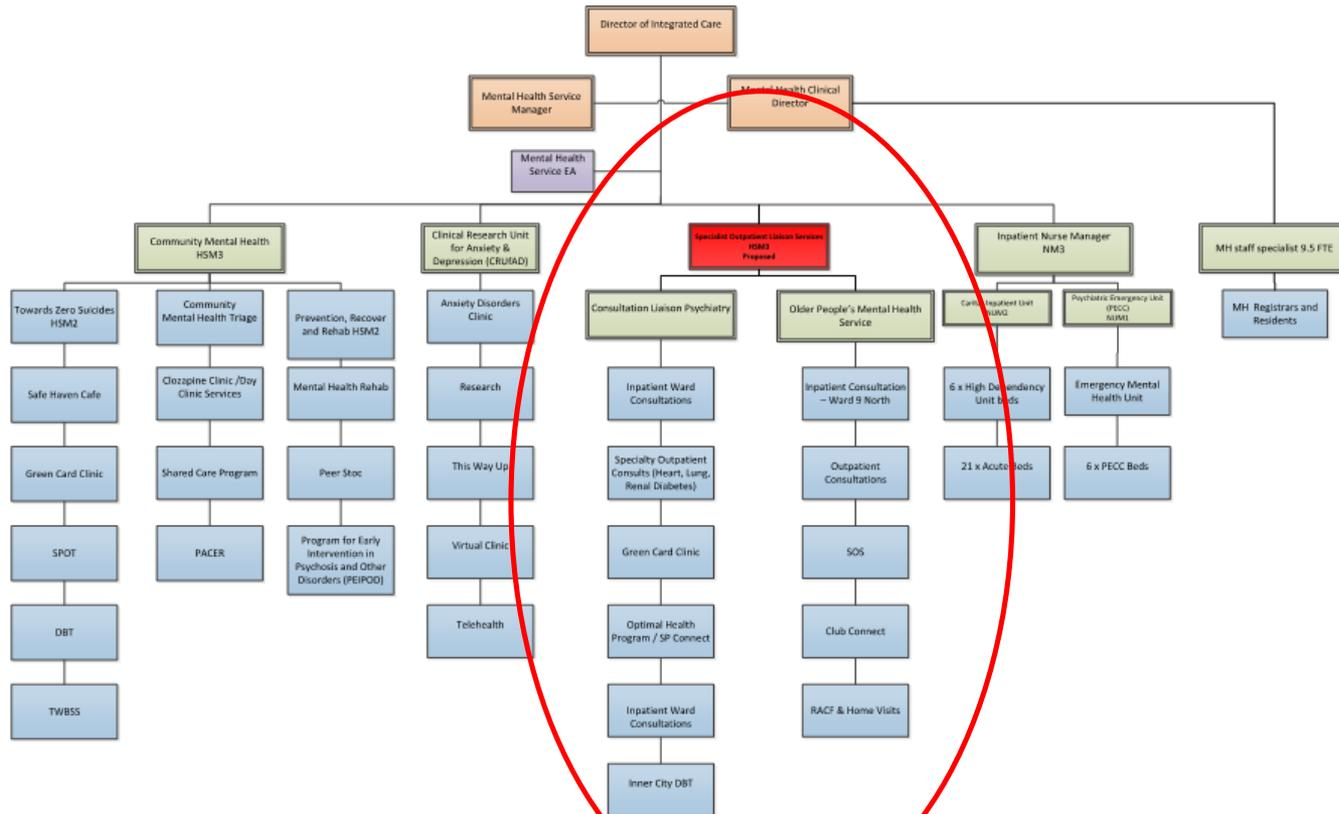 Director of Integrated Care
Mental Health Service
Manager
Mental Health Clinical
Director
Mental Health
Service EA
Community Mental Health
HSM3
Clinical Research Unit
for Anxiety &
Depression (CRUfAD)
Specialist Outpatient Liaison Services
HSM3
Proposed
Inpatient Nurse Manager
NM3
MH staff specialist 9.5 FTE
Towards Zero Suicides
HSM2
Community
Mental Health Triage
Prevention, Recover
and Rehab HSM2
Anxiety Disorders
Clinic
Consultation Liaison Psychiatry
Older People's Mental Health
Service
Inpatient Unit
NUM2
Psychiatric Emergency Unit
(PECC)
NUM1
MH Registrars and
Residents
Safe Haven Cafe
Clozapine Clinic /Day
Clinic Services
Mental Health Rehab
Research
Inpatient Ward
Consultations
Inpatient Consultation
– Ward 9 North
6 x High Dependency
Unit beds
Emergency Mental
Health Unit
Green Card Clinic
Shared Care Program
Peer Stoc
This Way Up
Specialty Outpatient
Consults (Heart, Lung,
Renal Diabetes)
Outpatient
Consultations
21 x Acute Beds
6 x PECC Beds
SPOT
PACER
Program for Early
Intervention in
Psychosis and Other
Disorders (PEIPOD)
Virtual Clinic
Green Card Clinic
SOS
DBT
Telehealth
Optimal Health
Program / SP Connect
Club Connect
TWBSS
Inpatient Ward
Consultations
RACF & Home Visits
Inner City DBT